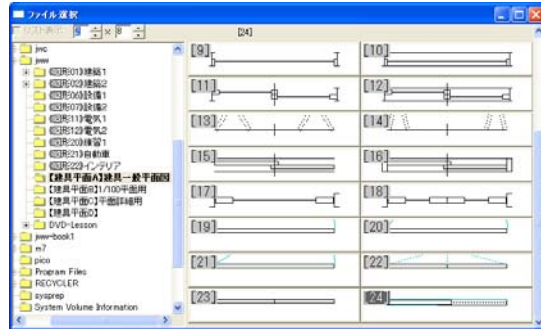 ファイル選択
リスト表示 9 × 8 [24]
jwc
jww
《図形01》建築1
《図形02》建築2
《図形06》設備1
《図形07》設備2
《図形11》電気1
《図形12》電気2
《図形20》練習1
《図形21》自動車
《図形22》インテリア
【建具平面A】建具一般平面図
【建具平面B】1/100平面用
【建具平面C】平面詳細用
【建具平面D】
DVD-Lesson
jww-book1
m7
pico
Program Files
RECYCLER
sysprep
System Volume Information
[9] [10]
[11] [12]
[13] [14]
[15] [16]
[17] [18]
[19] [20]
[21] [22]
[23] [24]